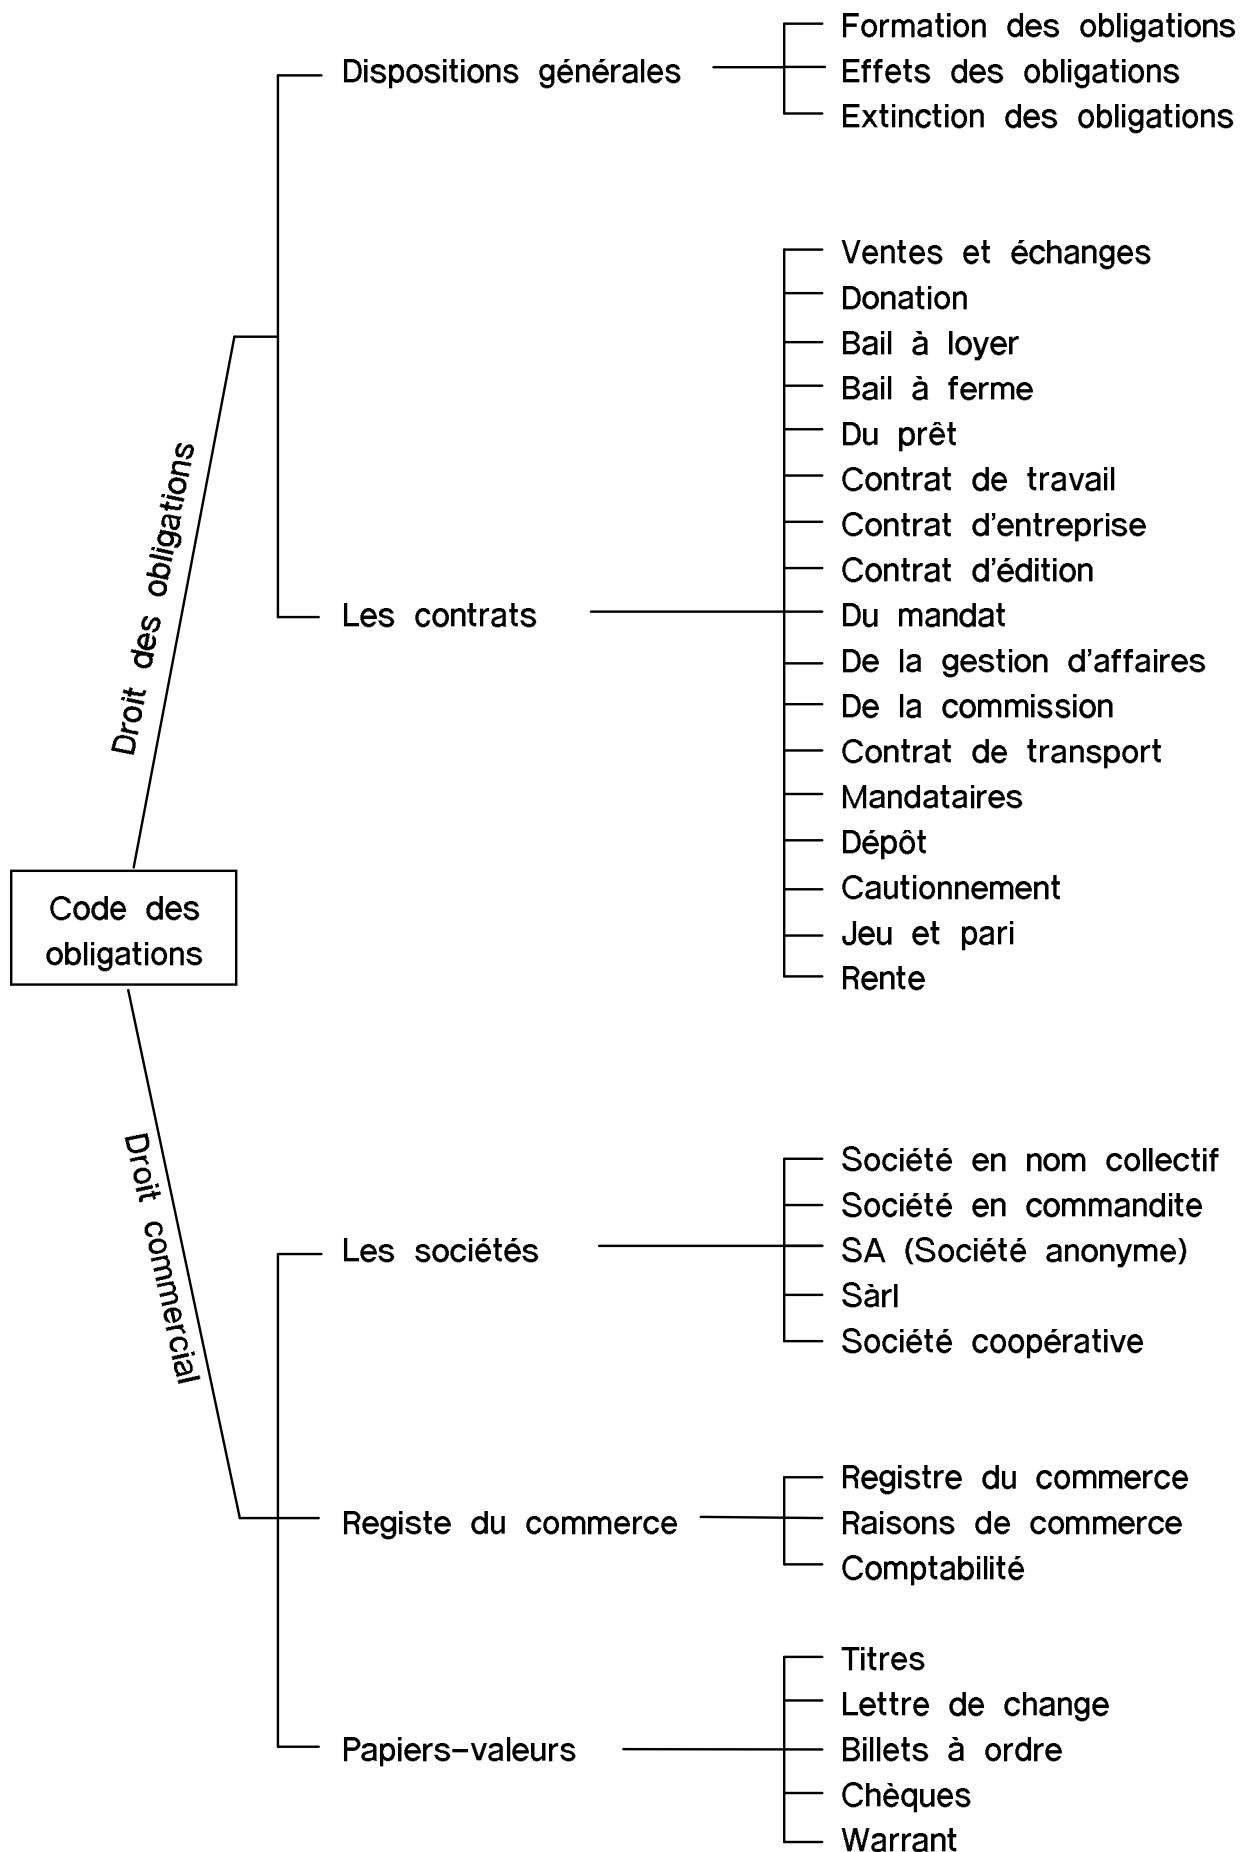 Formation des obligations
Dispositions générales
Effets des obligations
Extinction des obligations
Ventes et échanges
Donation
Bail à loyer
Bail à ferme
Du prêt
Contrat de travail
Contrat d'entreprise
Contrat d'édition
Droit des obligations
Les contrats
Du mandat
De la gestion d'affaires
De la commission
Contrat de transport
Mandataires
Dépôt
Cautionnement
Jeu et pari
Rente
Code des
obligations
Droit commercial
Société en nom collectif
Société en commandite
Les sociétés
SA (Société anonyme)
Sàrl
Société coopérative
Registre du commerce
Registe du commerce
Raisons de commerce
Comptabilité
Titres
Lettre de change
Papiers-valeurs
Billets à ordre
Chèques
Warrant